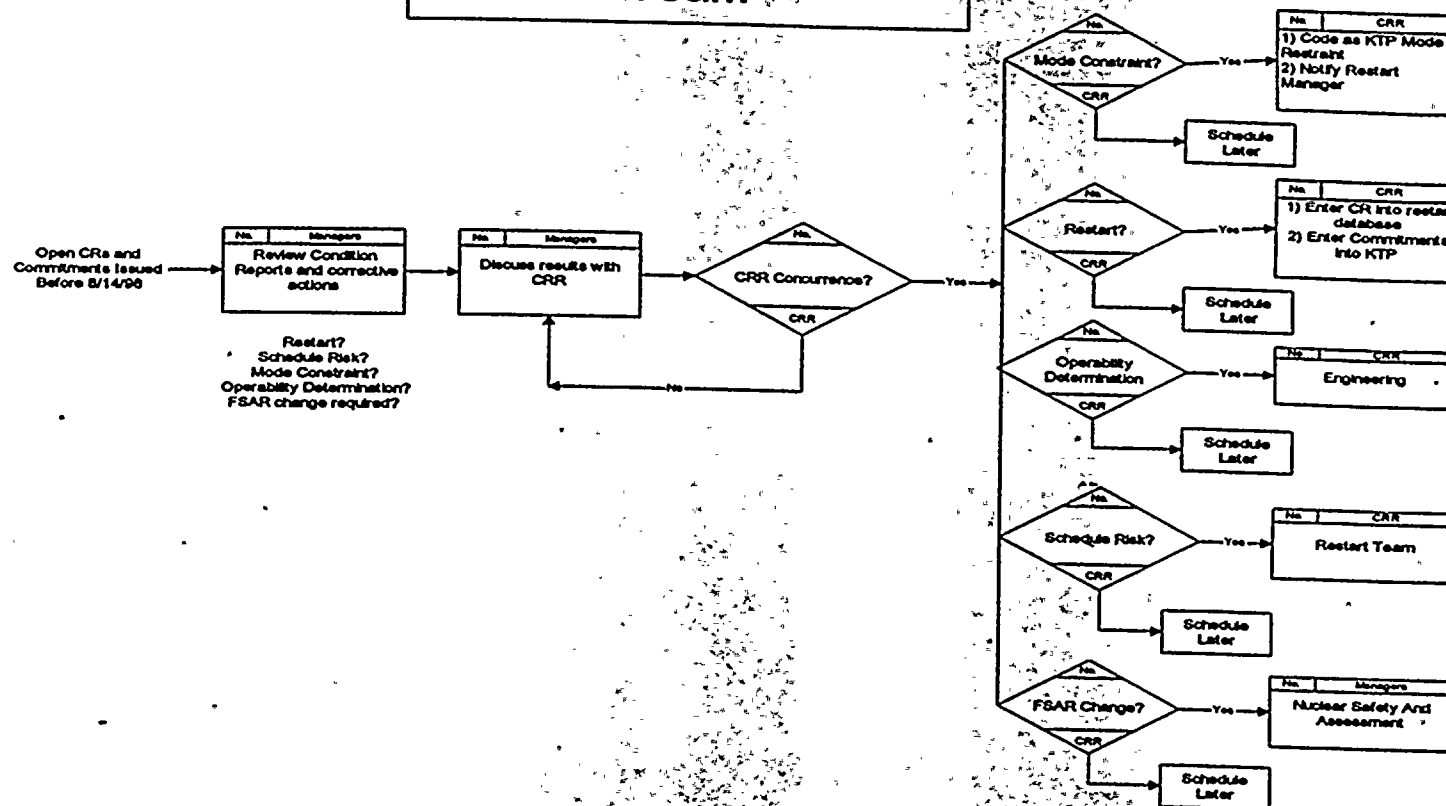 No. CRR
1) Code as KTP Mode
Restraint
2) Notify Restart
Manager
No.
Mode Constraint?
CRR
Yes
Schedule
Later
No. CRR
1) Enter CR into
database
2) Enter Commitments
into KTP
No.
Restart?
CRR
Yes
Schedule
Later
Open CRs and
Commitments Issued
Before 8/14/98
No. Managers
Review Condition
Reports and corrective
actions
Restart?
Schedule Risk?
Mode Constraint?
Operability Determination?
FSAR change required?
No. Managers
Discuss results with
CRR
No.
CRR Concurrence?
CRR
Yes
No
No.
Operability
Determination
CRR
Yes
No. CRR
Engineering
Schedule
Later
No.
Schedule Risk?
CRR
Yes
No. CRR
Restart Team
Schedule
Later
No.
FSAR Change?
CRR
Yes
No. Managers
Nuclear Safety And
Assessment
Schedule
Later